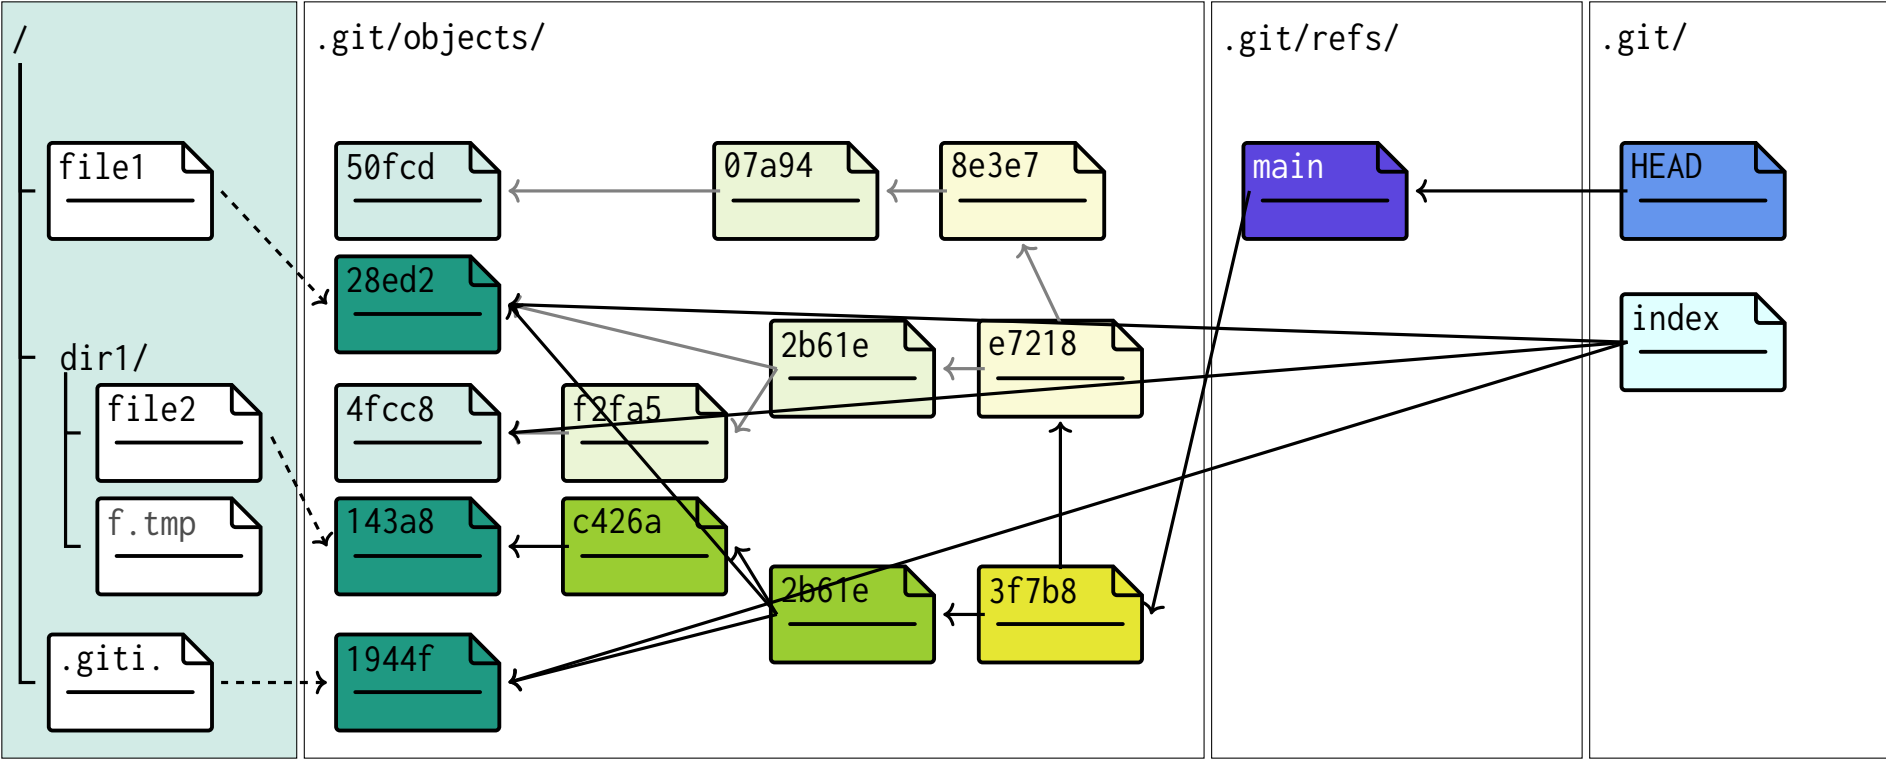 /
file1
dir1/
file2
f.tmp
.giti.
.git/objects/
50fcd
07a94
8e3e7
28ed2
2b61e
e7218
4fcc8
f2fa5
143a8
c426a
2b61e
3f7b8
1944f
.git/refs/
main
.git/
HEAD
index